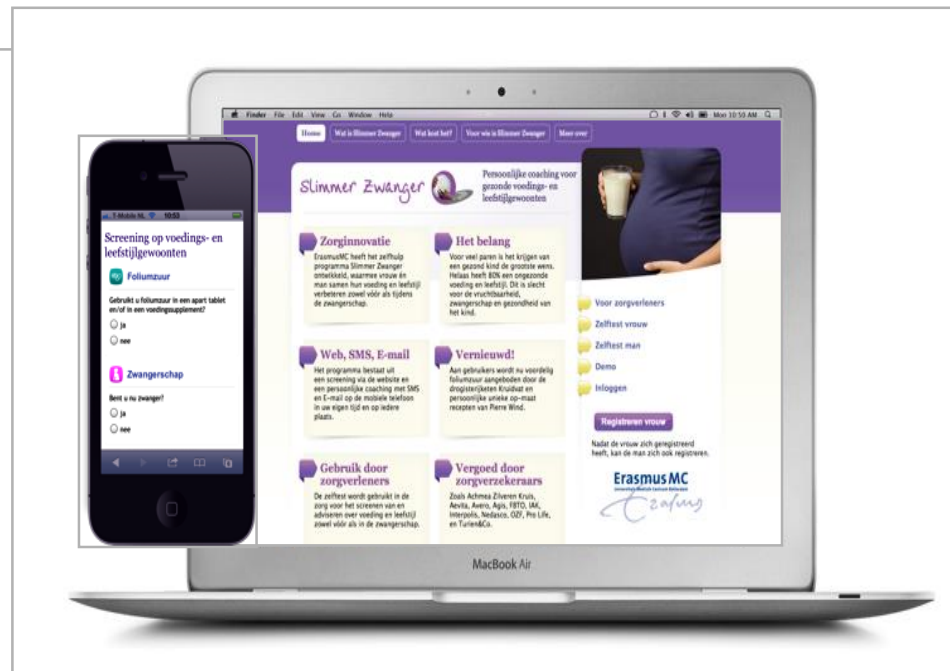 T-Mobile NL 10:53
Screening op voedings- en
leefstijlgewoonten
Foliumzuur
Gebruikt u foliumzuur in een apart tablet
en/of in een voedingssupplement?
ja
nee
Zwangerschap
Bent u nu zwanger?
ja
nee
Finder File Edit View Go Window Help
Mon 10:50 AM
Home Wat is Slimmer Zwanger Wat kost het? Voor wie is Slimmer Zwanger Meer over
Slimmer Zwanger
Persoonlijke coaching voor
gezonde voedings- en
leefstijlgewoonten
Zorginnovatie
ErasmusMC heeft het zelfhulp
programma Slimmer Zwanger
ontwikkeld, waarmee vrouw én
man samen hun voeding en leefstijl
verbeteren zowel vóór als tijdens
de zwangerschap.
Het belang
Voor veel paren is het krijgen van
een gezond kind de grootste wens.
Helaas heeft 80% een ongezonde
voeding en leefstijl. Dit is slecht
voor de vruchtbaarheid,
zwangerschap en gezondheid van
het kind.
Web, SMS, E-mail
Het programma bestaat uit
een screening via de website en
een persoonlijke coaching met SMS
en E-mail op de mobiele telefoon
in uw eigen tijd en op iedere
plaats.
Vernieuwd!
Aan gebruikers wordt nu voordelig
foliumzuur aangeboden door de
drogisterijketen Kruidvat en
persoonlijke unieke op-maat
recepten van Pierre Wind.
Gebruik door
zorgverleners
De zelftest wordt gebruikt in de
zorg voor het screenen van en
adviseren over voeding en leefstijl
zowel vóór als in de zwangerschap.
Vergoed door
zorgverzekeraars
Zoals Achmea Zilveren Kruis,
Aevita, Avero, Agis, FBTO, IAK,
Interpolis, Nedasco, OZF, Pro Life,
en Turien&Co.
Voor zorgverleners
Zelftest vrouw
Zelftest man
Demo
Inloggen
Registreren vrouw
Nadat de vrouw zich geregistreerd
heeft, kan de man zich ook registreren.
Erasmus MC
Universitair Medisch Centrum Rotterdam
Erasmus
MacBook Air